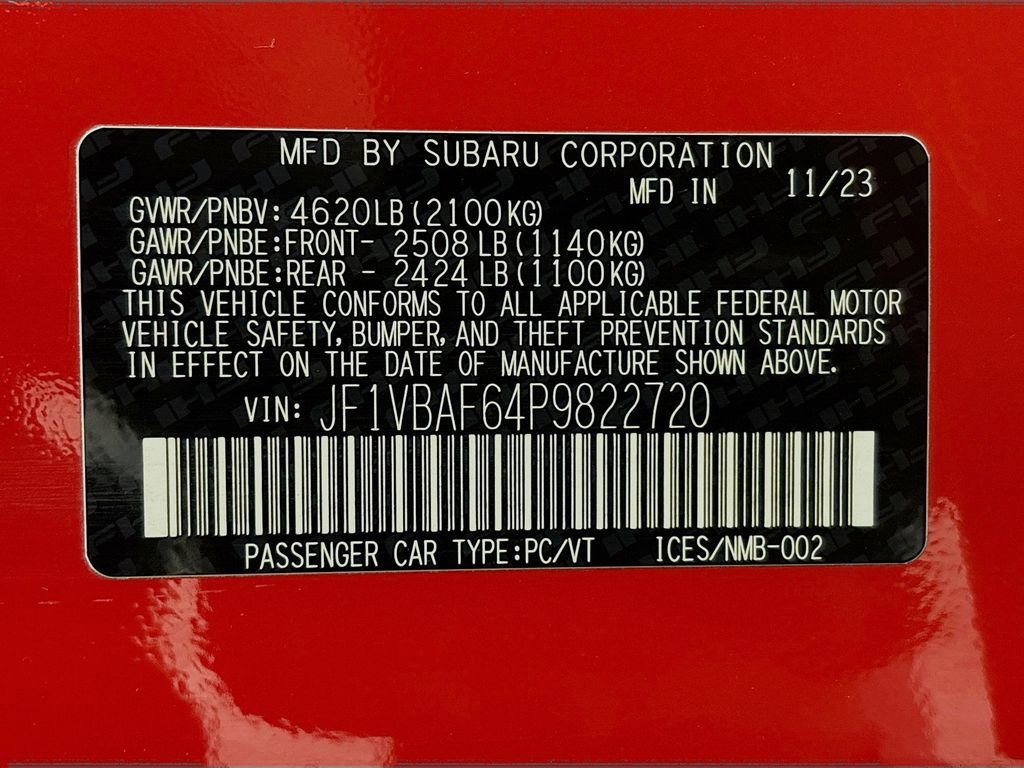 MFD BY SUBARU CORPORATION
MFD IN 11/23
GVWR/PNBV: 4620LB(2100KG)
GAWR/PNBE:FRONT- 2508LB(1140KG)
GAWR/PNBE:REAR - 2424LB(1100KG)
THIS VEHICLE CONFORMS TO ALL APPLICABLE FEDERAL MOTOR
VEHICLE SAFETY, BUMPER, AND THEFT PREVENTION STANDARDS
IN EFFECT ON THE DATE OF MANUFACTURE SHOWN ABOVE.
VIN: JF1VBAF64P9822720
PASSENGER CAR TYPE:PC/VT ICES/NMB-002